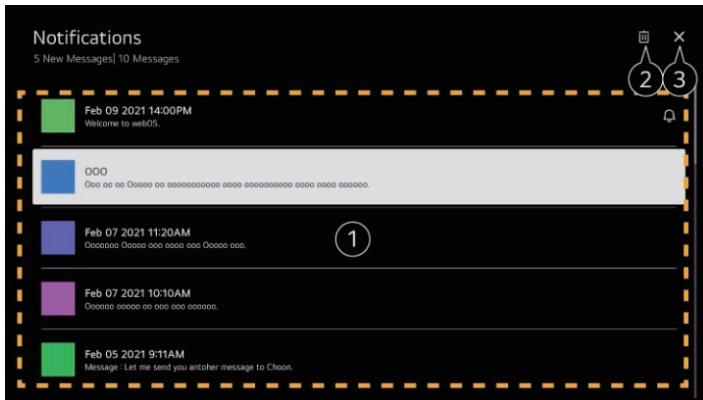 Notifications
5 New Messages| 10 Messages
2 3
Feb 09 2021 14:00PM
Welcome to webOS.
OOO
Ooo oo oo Ooooo oo ooooooooooo oooo oooooooooo oooo oooo oooooo.
Feb 07 2021 11:20AM
Ooooooo Ooooo ooo oooo ooo Ooooo ooo.
1
Feb 07 2021 10:10AM
Oooooo ooooo oo ooo ooo oooooo.
Feb 05 2021 9:11AM
Message : Let me send you antoher message to Choon.